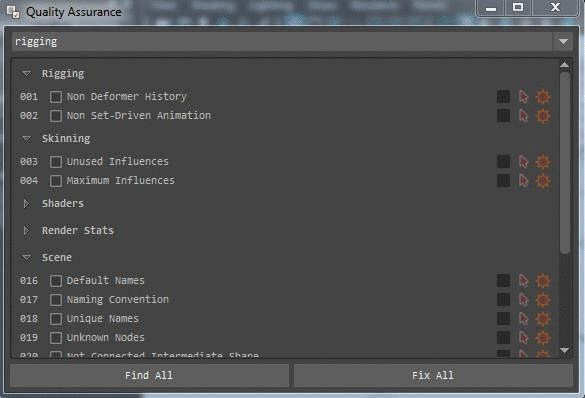 Quality Assurance
rigging
Rigging
001 Non Deformer History
002 Non Set-Driven Animation
Skinning
003 Unused Influences
004 Maximum Influences
Shaders
Render Stats
Scene
016 Default Names
017 Naming Convention
018 Unique Names
019 Unknown Nodes
020 Not Connected Intermediate Shape
Find All
Fix All